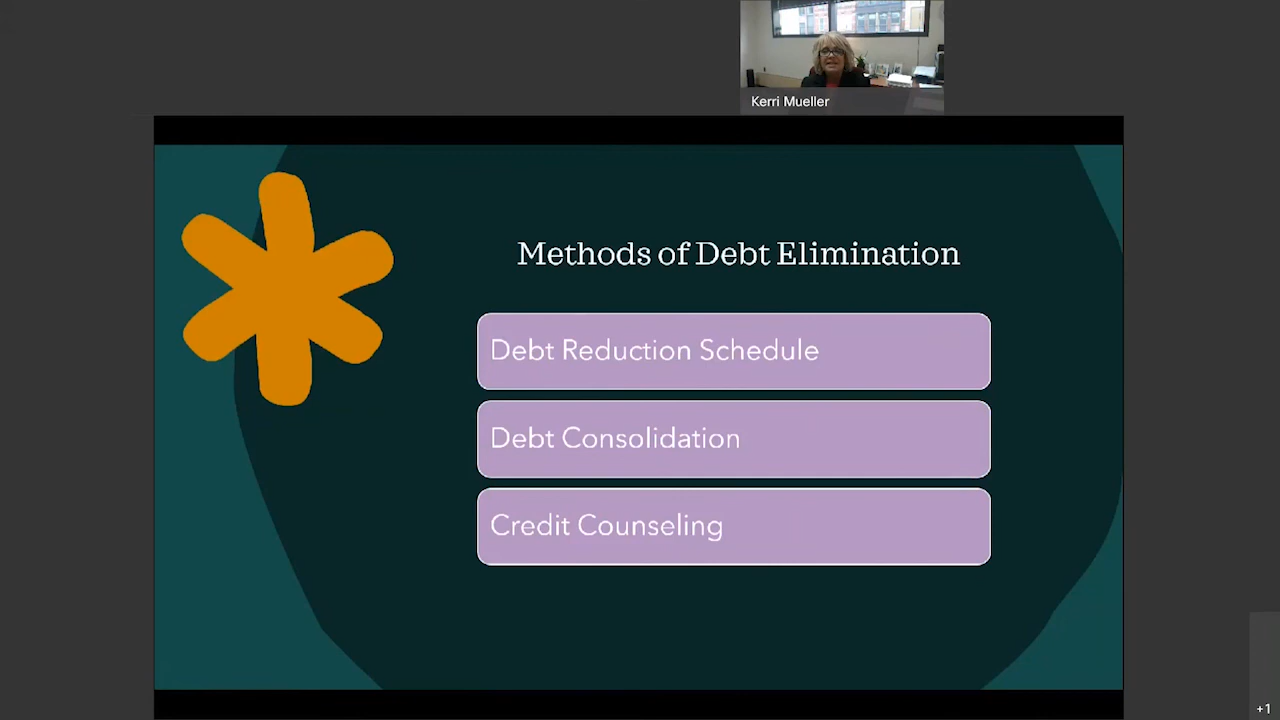 Kerri Mueller
Methods of Debt Elimination
Debt Reduction Schedule
Debt Consolidation
Credit Counseling
+1